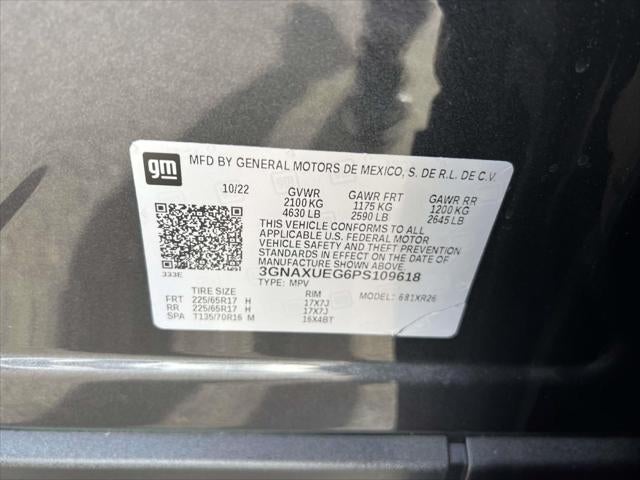 gm
MFD BY GENERAL MOTORS DE MEXICO, S. DE R.L. DE C.V.
10/22 GVWR GAWR FRT GAWR RR
2100 KG 1175 KG 1200 KG
4630 LB 2590 LB 2645 LB
THIS VEHICLE CONFORMS TO ALL
APPLICABLE U.S. FEDERAL MOTOR
VEHICLE SAFETY AND THEFT PREVENTION
STANDARDS IN EFFECT ON THE DATE OF
MANUFACTURE SHOWN ABOVE.
333E 3GNAXUEG6PS109618
TYPE: MPV
TIRE SIZE RIM MODEL: 681XR26
FRT 225/65R17 H 17X7J
RR 225/65R17 H 17X7J
SPA T135/70R16 M 16X4BT